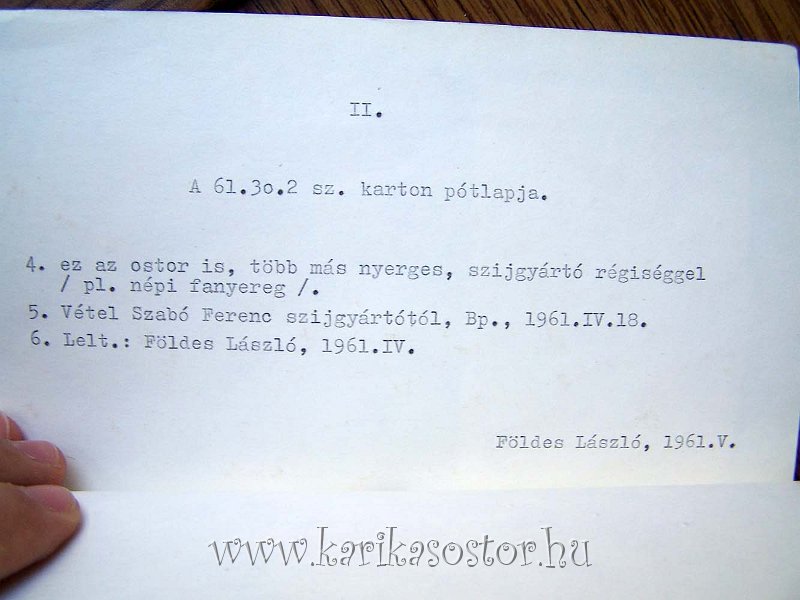 II.
A 61.3o.2 sz. karton pótlapja.
4. ez az ostor is, több más nyerges, szijgyártó régiséggel
/ pl. népi fanyereg /.
5. Vétel Szabó Ferenc szijgyártótól, Bp., 1961.IV.18.
6. Lelt.: Földes László, 1961.IV.
Földes László, 1961.V.
www.karikasostor.hu